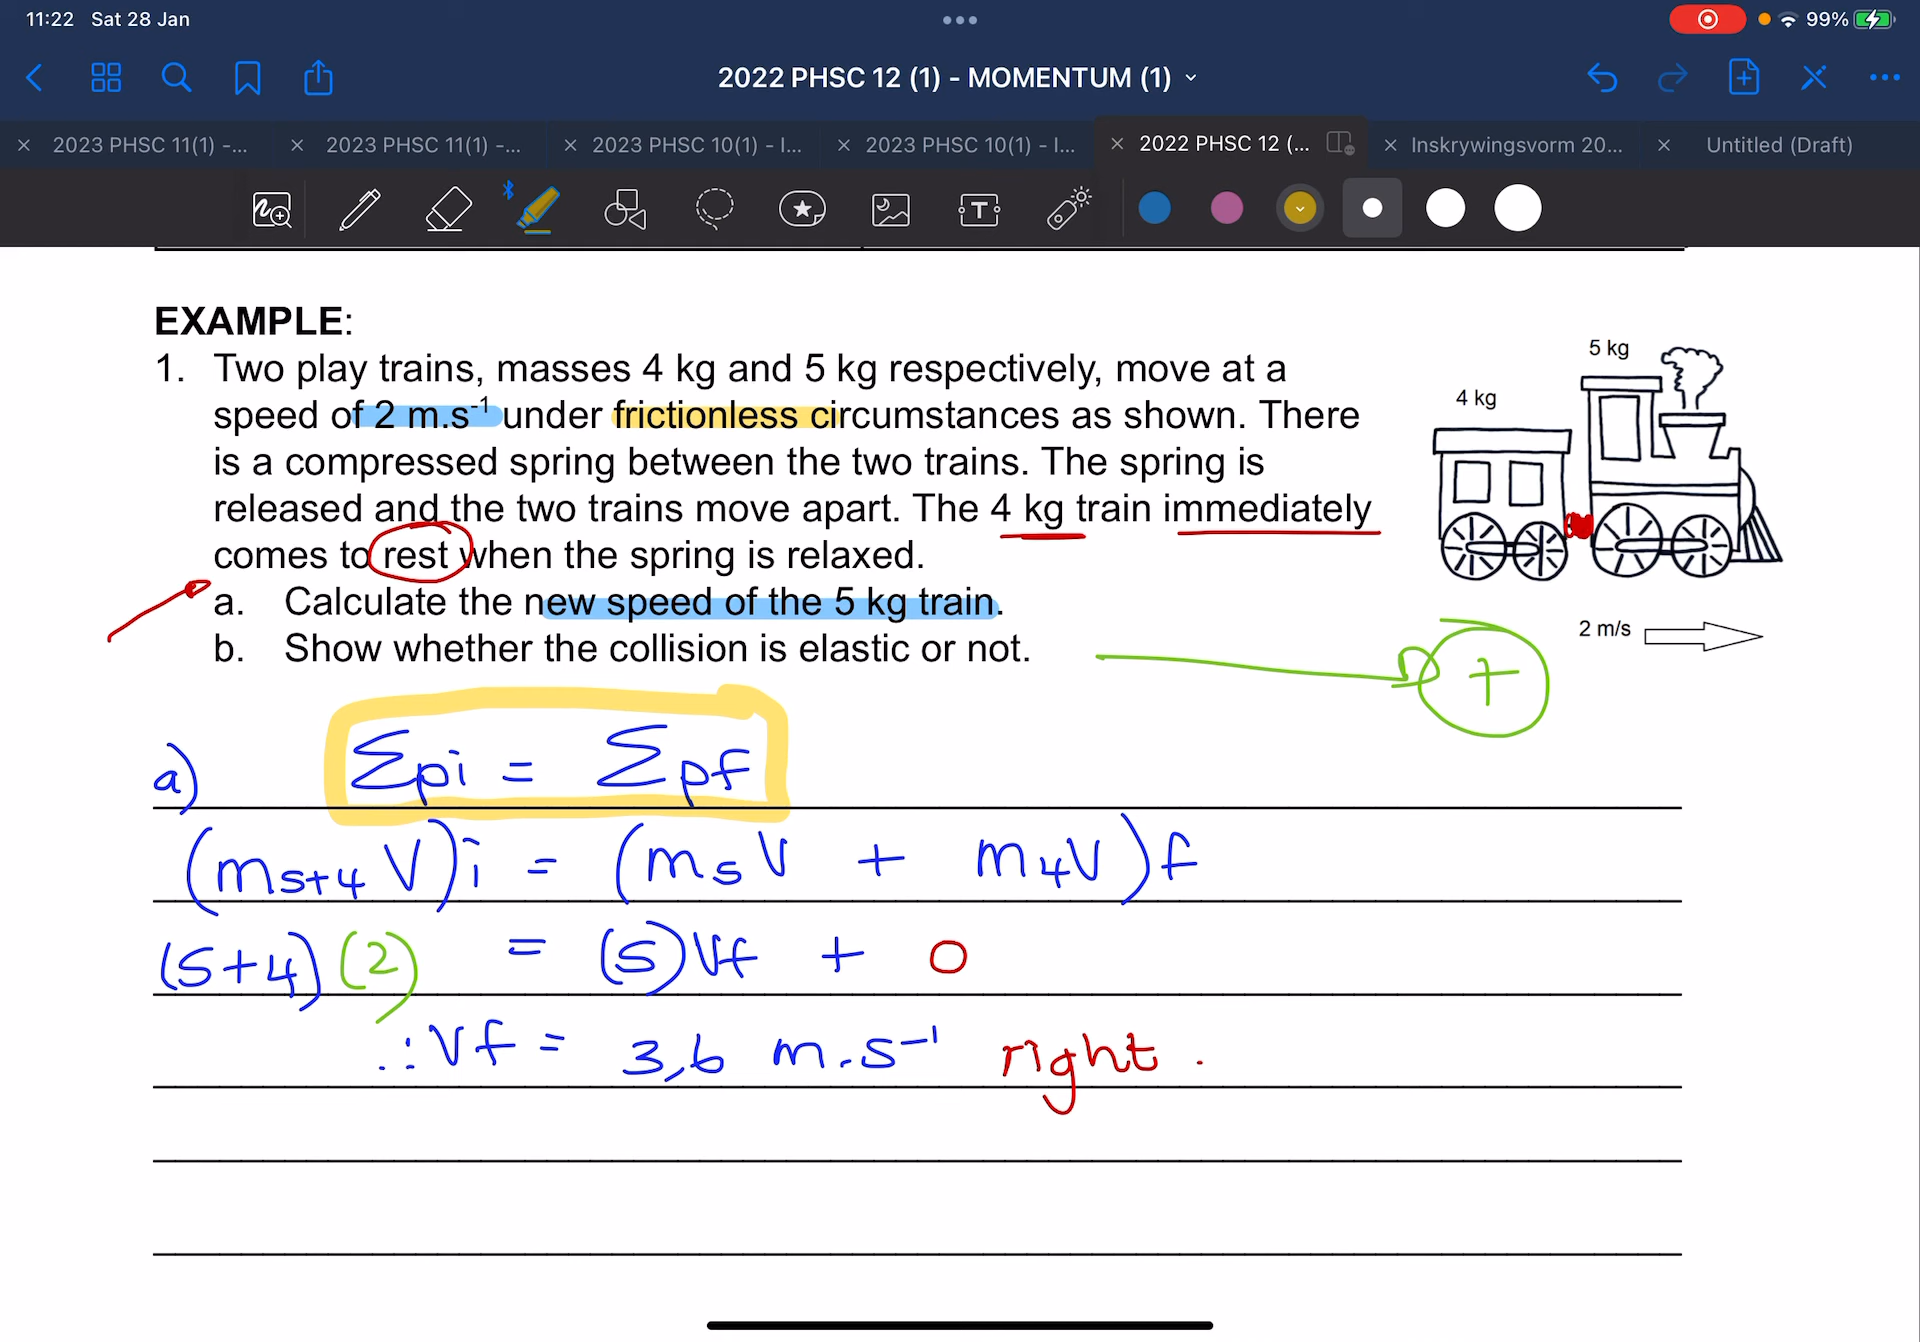 11:22 Sat 28 Jan
99%
2022 PHSC 12 (1) - MOMENTUM (1)
2023 PHSC 11(1) -...
2023 PHSC 11(1) -...
2023 PHSC 10(1) - I...
2023 PHSC 10(1) - I...
2022 PHSC 12 (...
Inskrywingsvorm 20...
Untitled (Draft)
EXAMPLE:
1. Two play trains, masses 4 kg and 5 kg respectively, move at a
speed of 2 m.s⁻¹ under frictionless circumstances as shown. There
is a compressed spring between the two trains. The spring is
released and the two trains move apart. The 4 kg train immediately
comes to rest when the spring is relaxed.
a. Calculate the new speed of the 5 kg train.
b. Show whether the collision is elastic or not.
5 kg
4 kg
2 m/s
+
a) Σpi = Σpf
(m₅₊₄ V)i = (m₅V + m₄V)f
(5+4)(2) = (5)Vf + 0
∴ Vf = 3,6 m.s⁻¹ right.